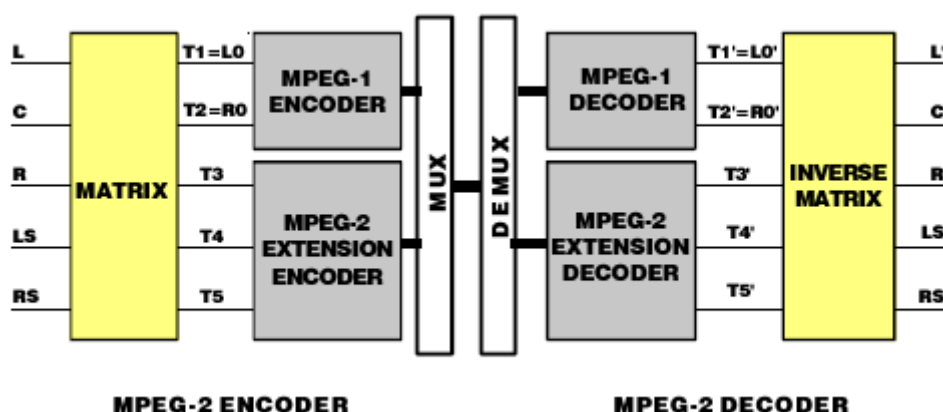 L
C
R
LS
RS
MATRIX
T1=L0
T2=R0
T3
T4
T5
MPEG-1
ENCODER
MPEG-2
EXTENSION
ENCODER
MUX
DEMUX
MPEG-1
DECODER
MPEG-2
EXTENSION
DECODER
T1'=L0'
T2'=R0'
T3'
T4'
T5'
INVERSE
MATRIX
L'
C
R
LS
RS
MPEG-2 ENCODER
MPEG-2 DECODER